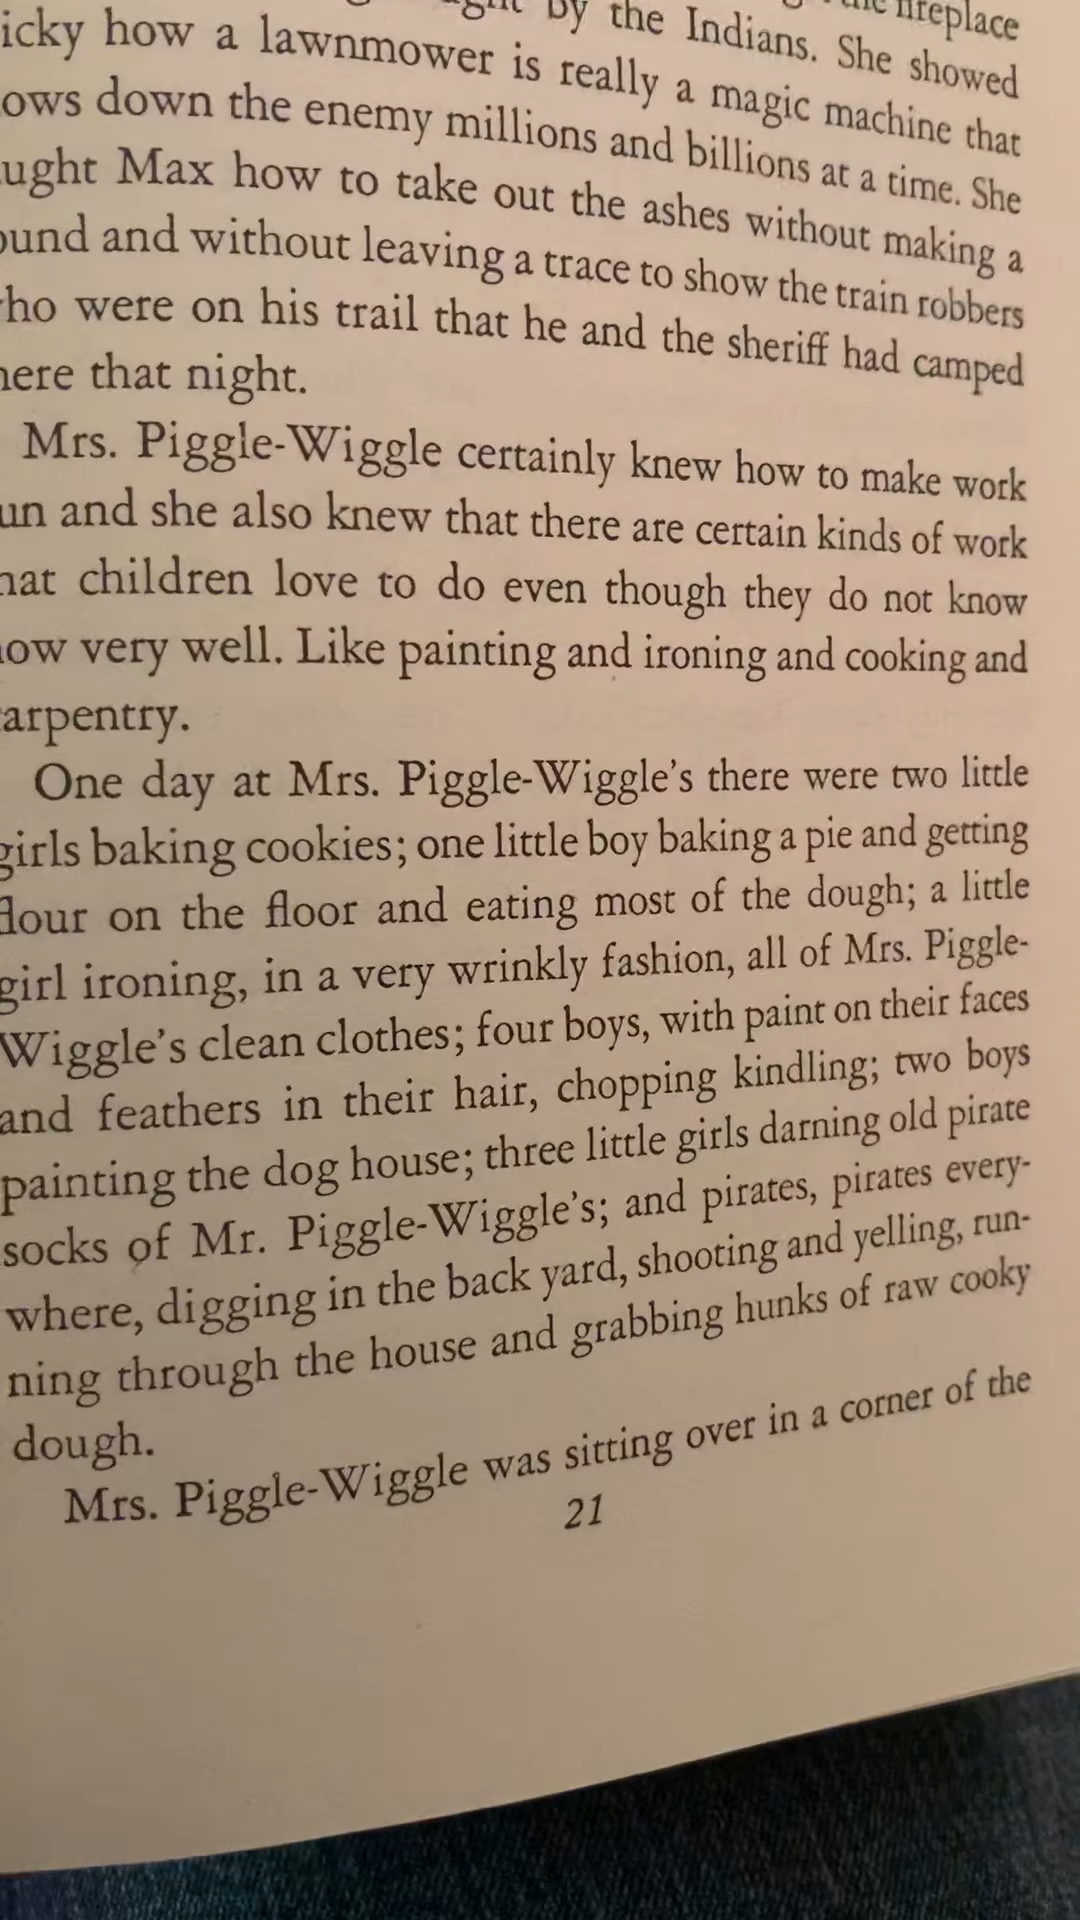 by the Indians. She showed
icky how a lawnmower is really a magic machine that
ows down the enemy millions and billions at a time. She
ught Max how to take out the ashes without making a
ound and without leaving a trace to show the train robbers
ho were on his trail that he and the sheriff had camped
here that night.
Mrs. Piggle-Wiggle certainly knew how to make work
un and she also knew that there are certain kinds of work
hat children love to do even though they do not know
ow very well. Like painting and ironing and cooking and
arpentry.
One day at Mrs. Piggle-Wiggle's there were two little
girls baking cookies; one little boy baking a pie and getting
flour on the floor and eating most of the dough; a little
girl ironing, in a very wrinkly fashion, all of Mrs. Piggle-
Wiggle's clean clothes; four boys, with paint on their faces
and feathers in their hair, chopping kindling; two boys
painting the dog house; three little girls darning old pirate
socks of Mr. Piggle-Wiggle's; and pirates, pirates every-
where, digging in the back yard, shooting and yelling, run-
ning through the house and grabbing hunks of raw cooky
dough.
Mrs. Piggle-Wiggle was sitting over in a corner of the
21